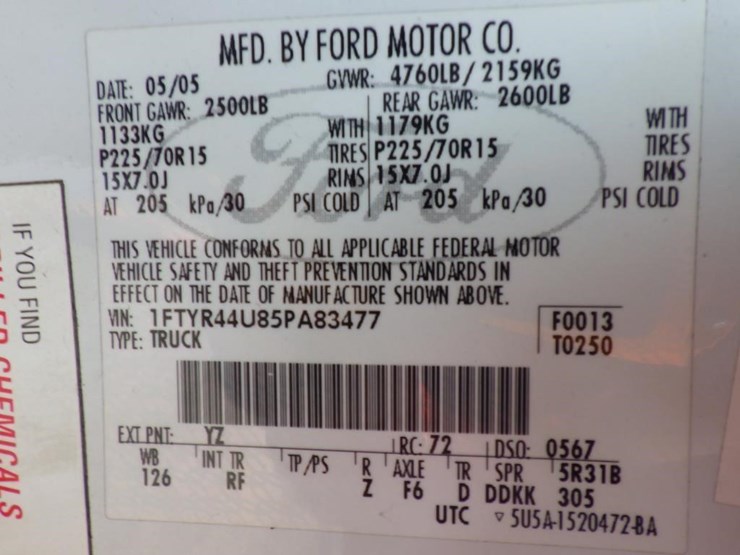 MFD. BY FORD MOTOR CO.
DATE: 05/05 GVWR: 4760LB / 2159KG
FRONT GAWR: 2500LB REAR GAWR: 2600LB
1133KG WITH 1179KG WITH
P225/70R15 TIRES P225/70R15 TIRES
15X7.0J RIMS 15X7.0J RIMS
AT 205 kPa/30 PSI COLD AT 205 kPa/30 PSI COLD
Ford
THIS VEHICLE CONFORMS TO ALL APPLICABLE FEDERAL MOTOR
VEHICLE SAFETY AND THEFT PREVENTION STANDARDS IN
EFFECT ON THE DATE OF MANUFACTURE SHOWN ABOVE.
VIN: 1FTYR44U85PA83477 F0013
TYPE: TRUCK T0250
EXT PNT: YZ RC: 72 DSO: 0567
WB INT TR TP/PS R AXLE TR SPR 5R31B
126 RF Z F6 D DDKK 305
UTC ▽ 5U5A-1520472-BA
IF YOU FIND
CHEMICALS